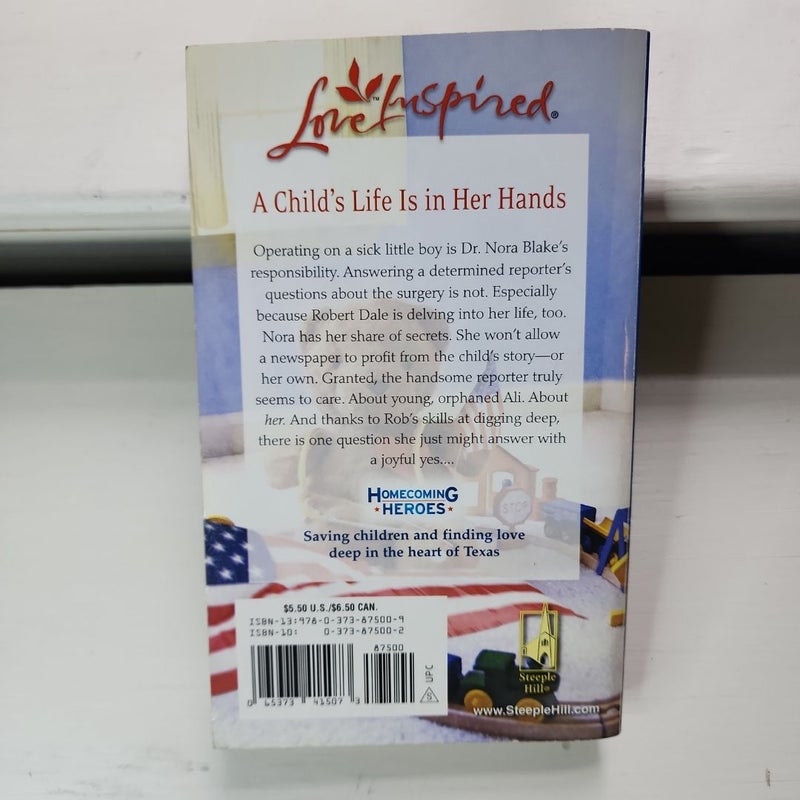 Love Inspired®
A Child's Life Is in Her Hands
Operating on a sick little boy is Dr. Nora Blake's
responsibility. Answering a determined reporter's
questions about the surgery is not. Especially
because Robert Dale is delving into her life, too.
Nora has her share of secrets. She won't allow
a newspaper to profit from the child's story—or
her own. Granted, the handsome reporter truly
seems to care. About young, orphaned Ali. About
her. And thanks to Rob's skills at digging deep,
there is one question she just might answer with
a joyful yes....
HOMECOMING
HEROES
Saving children and finding love
deep in the heart of Texas
STOP
$5.50 U.S./$6.50 CAN.
ISBN-13:978-0-373-87500-9
ISBN-10: 0-373-87500-2
87500
0 65373 41507 3
UPC
S
Steeple
Hill®
www.SteepleHill.com